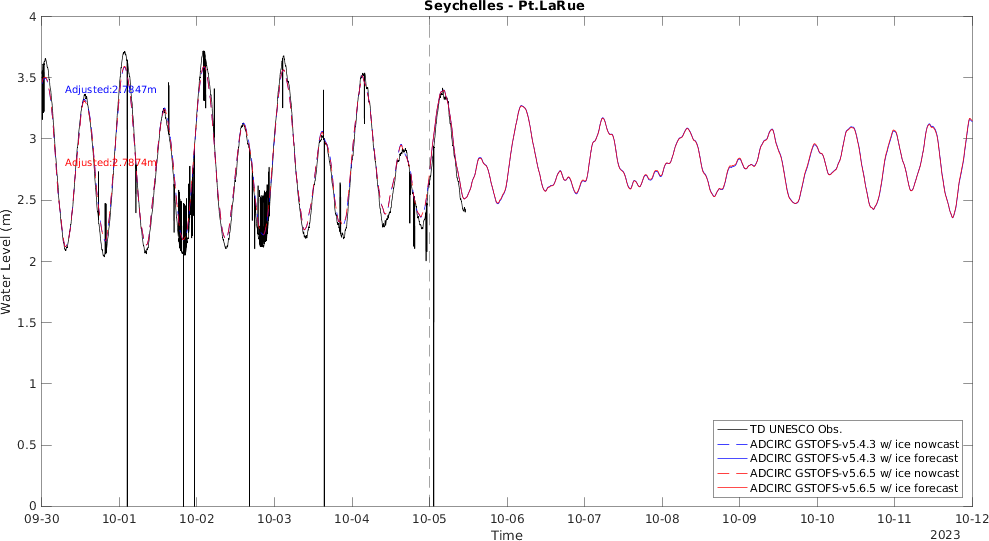 Seychelles - Pt.LaRue
4
3.5
3
2.5
2
1.5
1
0.5
0
Water Level (m)
Adjusted:2.7847m
Adjusted:2.7874m
TD UNESCO Obs.
ADCIRC GSTOFS-v5.4.3 w/ ice nowcast
ADCIRC GSTOFS-v5.4.3 w/ ice forecast
ADCIRC GSTOFS-v5.6.5 w/ ice nowcast
ADCIRC GSTOFS-v5.6.5 w/ ice forecast
09-30 10-01 10-02 10-03 10-04 10-05 10-06 10-07 10-08 10-09 10-10 10-11 10-12
Time
2023